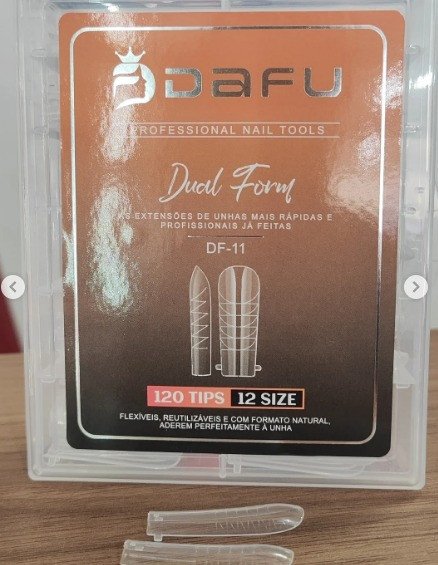 DAFU
PROFESSIONAL NAIL TOOLS
Dual Form
AS EXTENSÕES DE UNHAS MAIS RÁPIDAS E
PROFISSIONAIS JÁ FEITAS
DF-11
120 TIPS 12 SIZE
FLEXÍVEIS, REUTILIZÁVEIS E COM FORMATO NATURAL,
ADEREM PERFEITAMENTE À UNHA